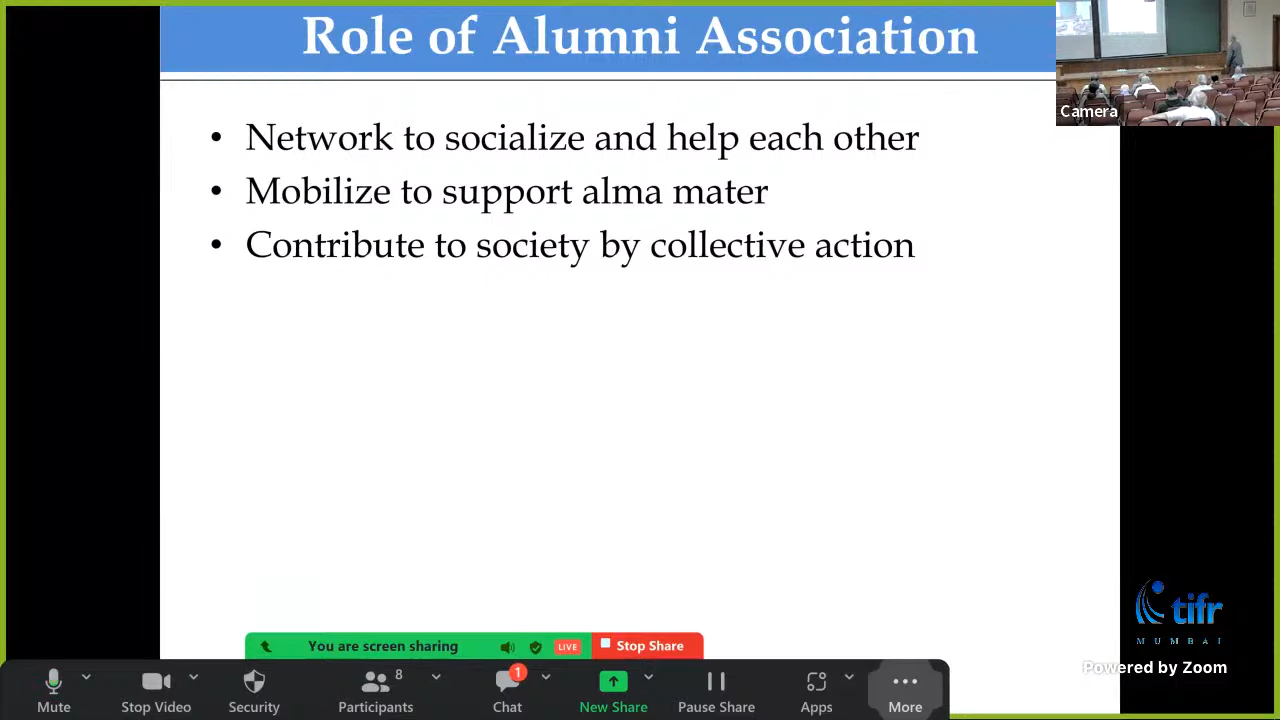 Role of Alumni Association
Camera
• Network to socialize and help each other
• Mobilize to support alma mater
• Contribute to society by collective action
tifr
MUMBAI
Powered by Zoom
You are screen sharing
LIVE
Stop Share
Mute
Stop Video
Security
8
Participants
1
Chat
New Share
Pause Share
Apps
More